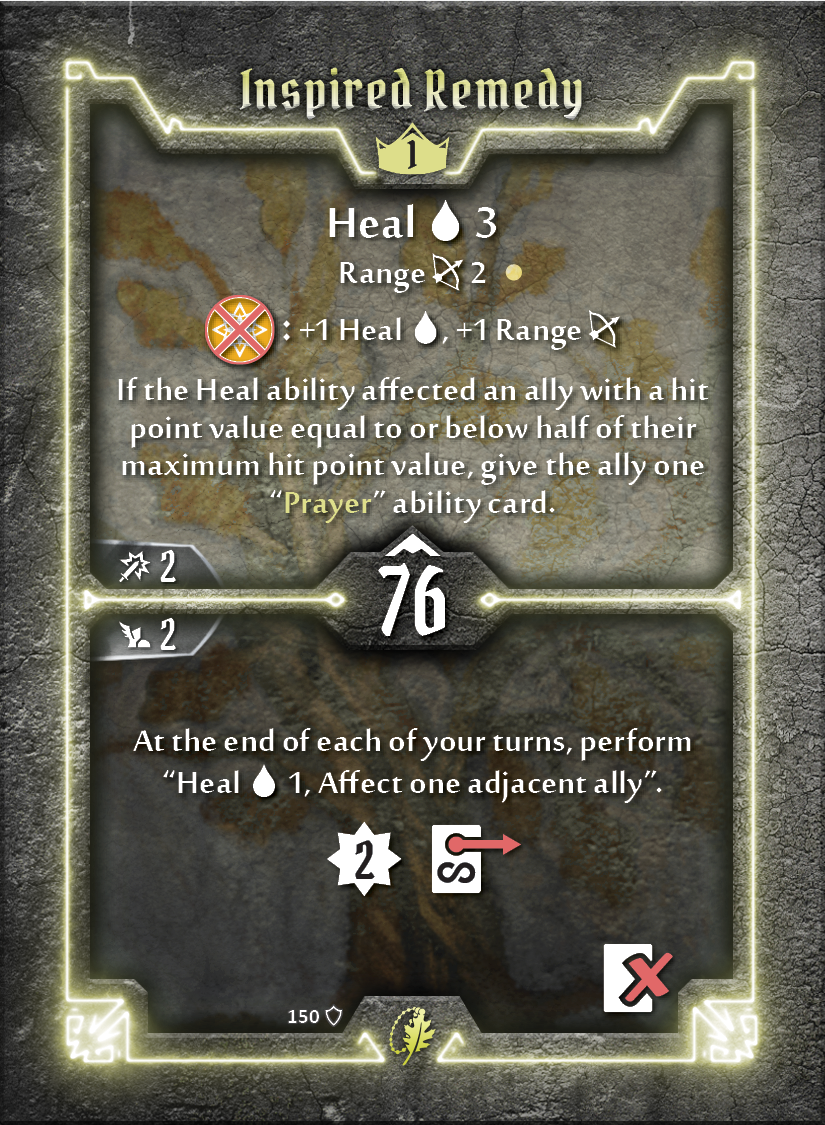 Inspired Remedy
1
Heal 3
Range 2
: +1 Heal , +1 Range
If the Heal ability affected an ally with a hit
point value equal to or below half of their
maximum hit point value, give the ally one
“Prayer” ability card.
2
76
2
At the end of each of your turns, perform
“Heal 1, Affect one adjacent ally”.
2
150